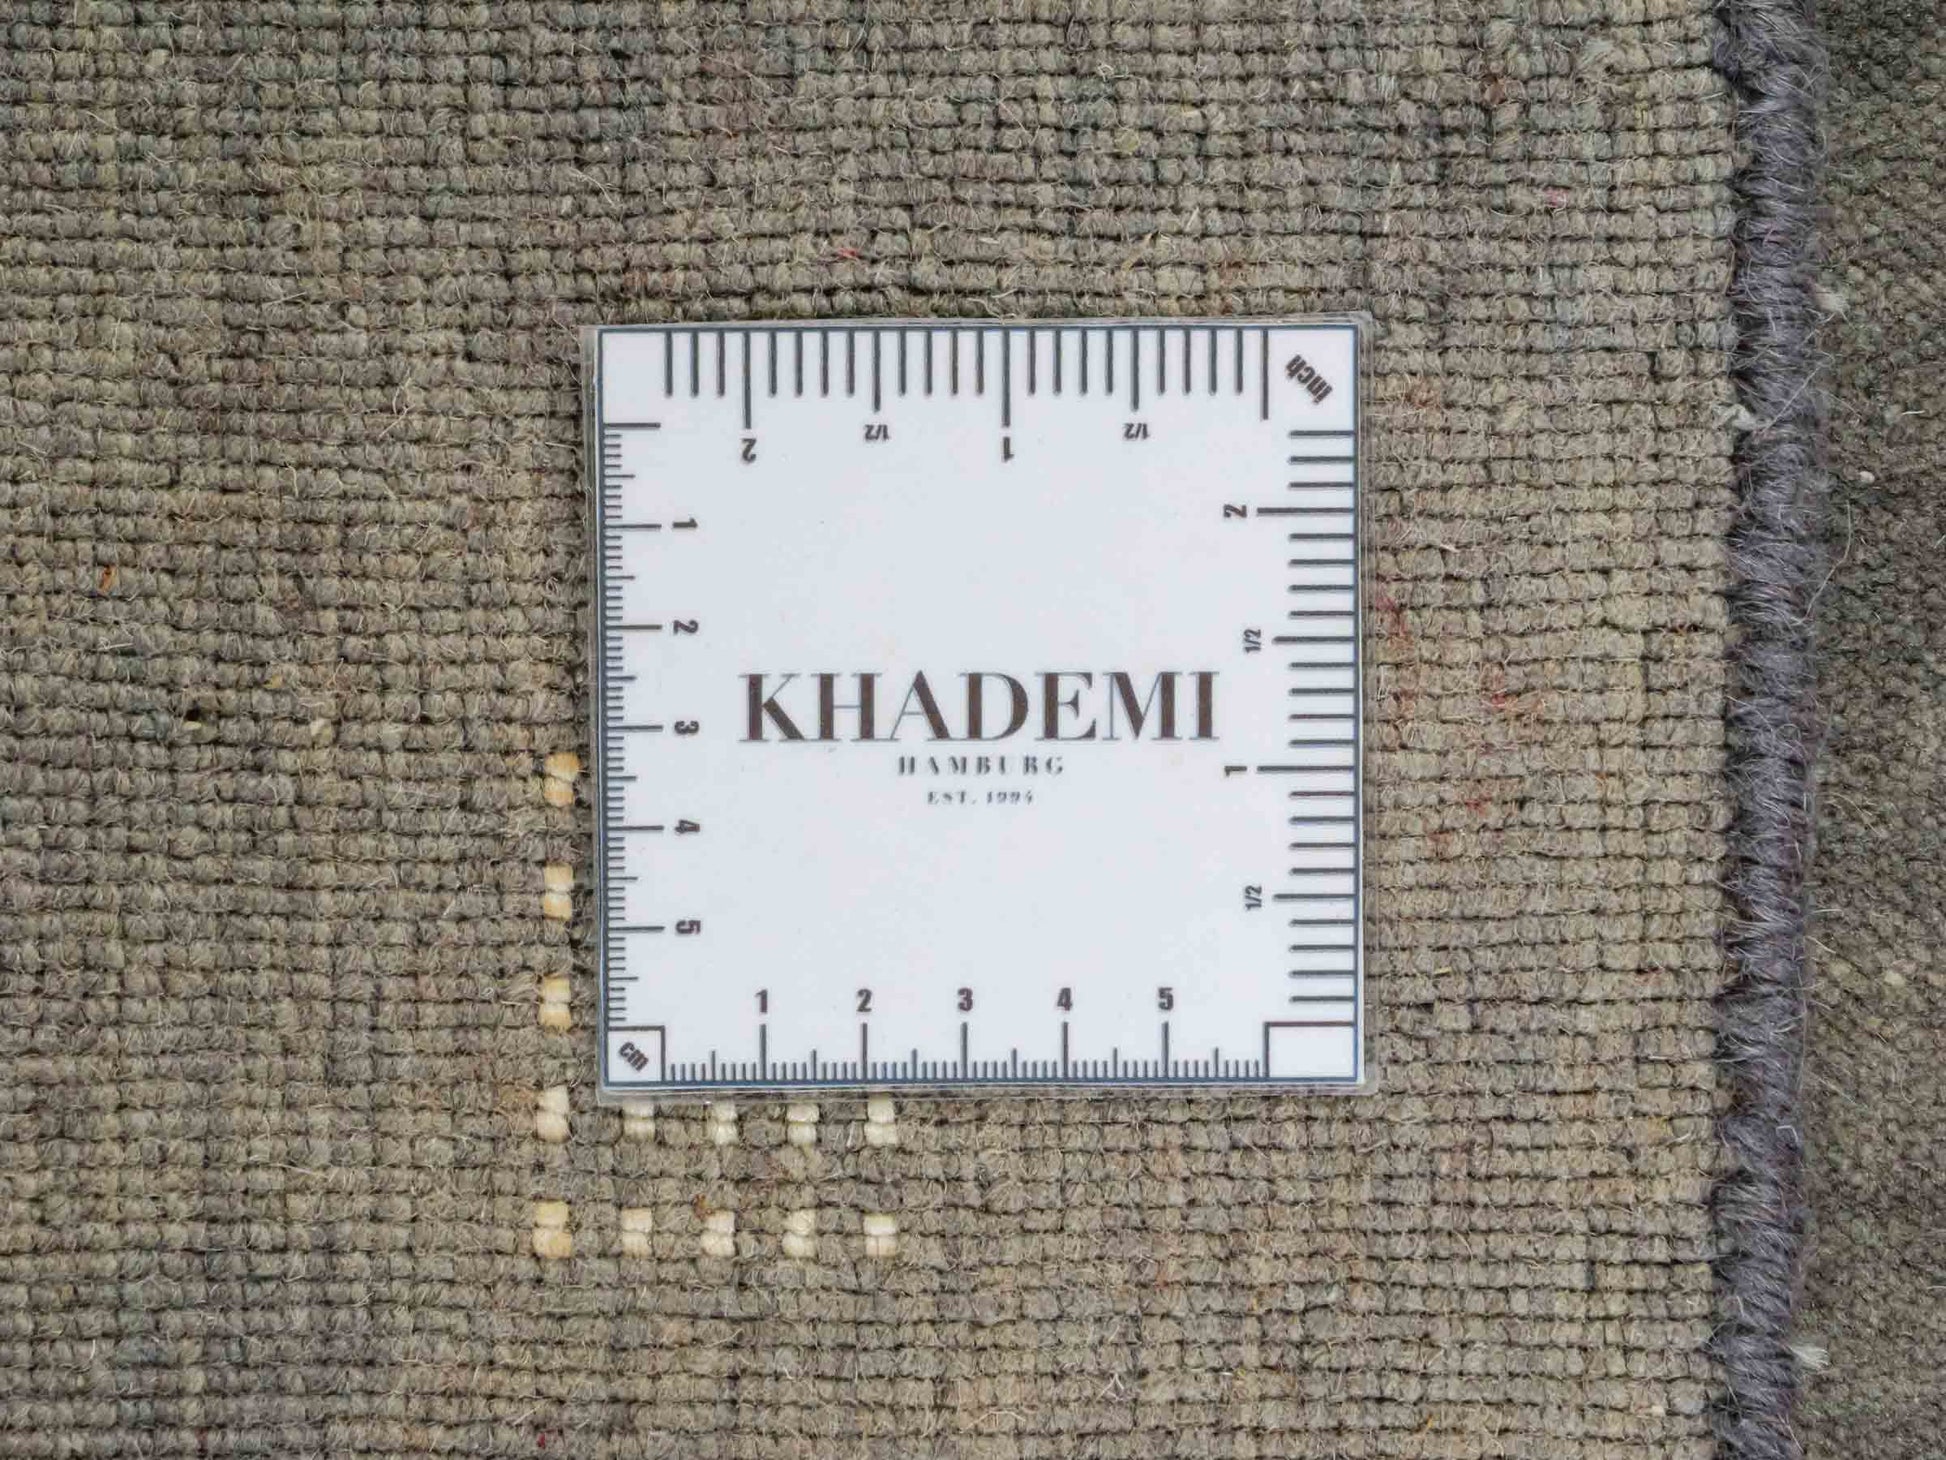 inch
2 1/2 1 1/2
1
2
3
4
5
2
1/2
1
1/2
KHADEMI
HAMBURG
EST. 1994
1 2 3 4 5
cm